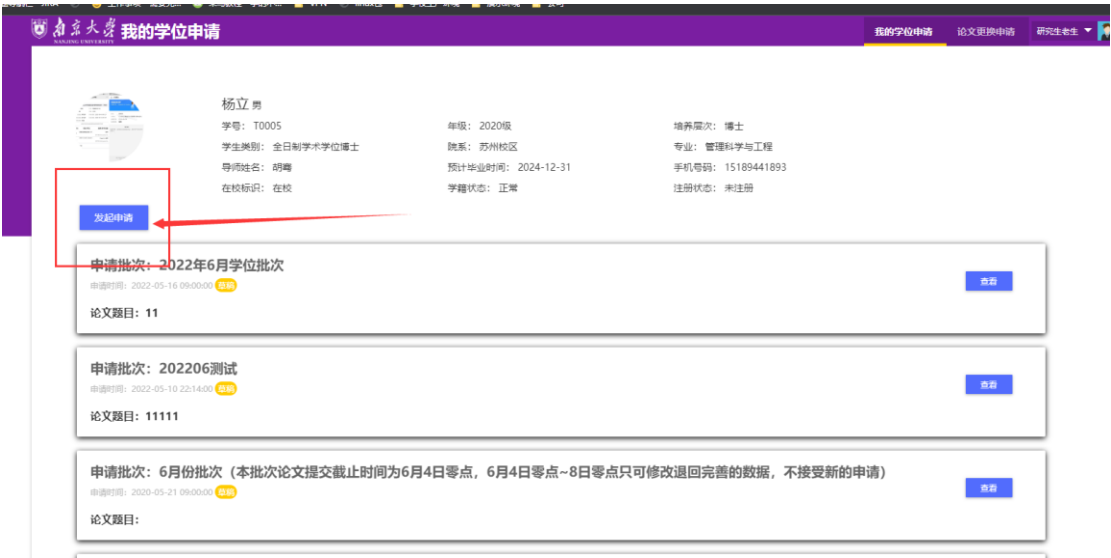 南京大学 我的学位申请
NANJING UNIVERSITY
我的学位申请 论文更换申请 研究生老生
杨立 男
学号： T0005 年级： 2020级 培养层次： 博士
学生类别： 全日制学术学位博士 院系： 苏州校区 专业： 管理科学与工程
导师姓名： 胡骞 预计毕业时间： 2024-12-31 手机号码： 15189441893
在校标识： 在校 学籍状态： 正常 注册状态： 未注册
发起申请
申请批次：2022年6月学位批次
申请时间：2022-05-16 09:00:00 草稿
查看
论文题目：11
申请批次：202206测试
申请时间：2022-05-10 22:14:00 草稿
查看
论文题目：11111
申请批次：6月份批次（本批次论文提交截止时间为6月4日零点，6月4日零点~8日零点只可修改退回完善的数据，不接受新的申请）
申请时间：2020-05-21 09:00:00 草稿
查看
论文题目：